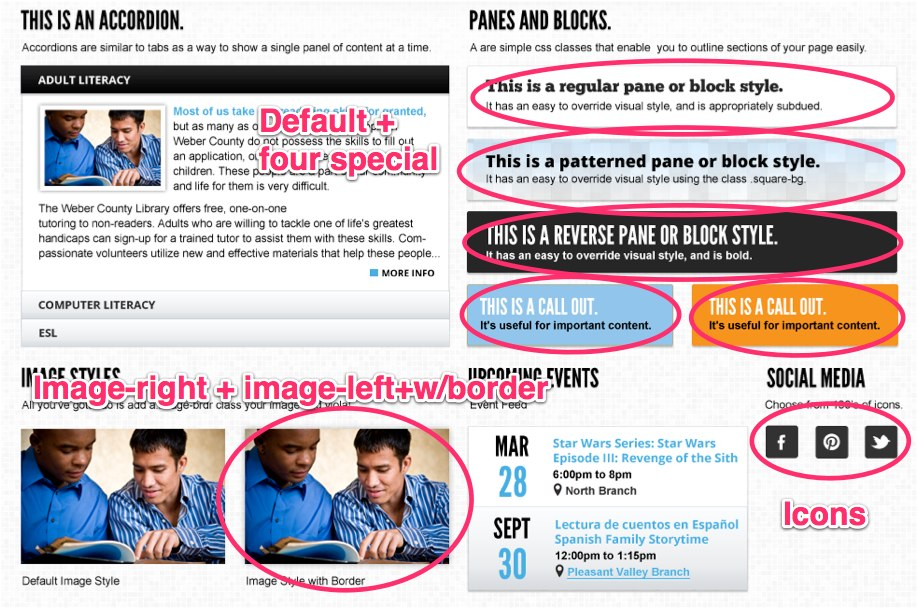 THIS IS AN ACCORDION.
Accordions are similar to tabs as a way to show a single panel of content at a time.
ADULT LITERACY
Most of us take reading skills for granted,
but as many as
Weber County do not possess the skills to fill out
an application,
children. These people are a part of our community
and life for them is very difficult.
The Weber County Library offers free, one-on-one
tutoring to non-readers. Adults who are willing to tackle one of life's greatest
handicaps can sign-up for a trained tutor to assist them with these skills. Com-
passionate volunteers utilize new and effective materials that help these people...
MORE INFO
COMPUTER LITERACY
ESL
Default +
four special
PANES AND BLOCKS.
A are simple css classes that enable you to outline sections of your page easily.
This is a regular pane or block style.
It has an easy to override visual style, and is appropriately subdued.
This is a patterned pane or block style.
It has an easy to override visual style using the class .square-bg.
THIS IS A REVERSE PANE OR BLOCK STYLE.
It has an easy to override visual style, and is bold.
THIS IS A CALL OUT.
It's useful for important content.
THIS IS A CALL OUT.
It's useful for important content.
IMAGE STYLES
Image-right + image-left+w/border
All you've got to do is add a class your image
Default Image Style
Image Style with Border
UPCOMING EVENTS
Event Feed
MAR
28
Star Wars Series: Star Wars
Episode III: Revenge of the Sith
6:00pm to 8pm
North Branch
SEPT
30
Lectura de cuentos en Español
Spanish Family Storytime
12:00pm to 1:15pm
Pleasant Valley Branch
SOCIAL MEDIA
Choose from 100's of icons.
Icons